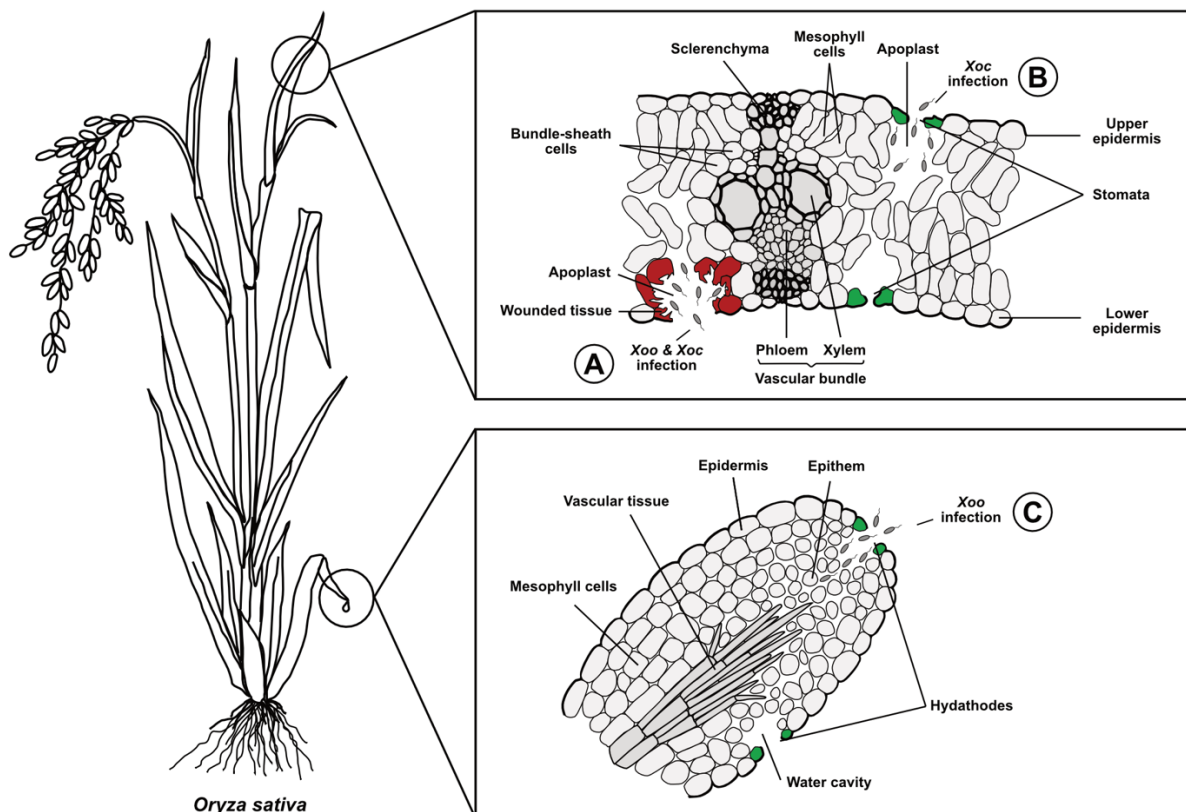 Sclerenchyma
Mesophyll
cells
Apoplast
Xoc
infection
B
Bundle-sheath
cells
Upper
epidermis
Stomata
Apoplast
Wounded tissue
Lower
epidermis
Xoo & Xoc
infection
A
Phloem
Xylem
Vascular bundle
Epidermis
Epithem
Vascular tissue
Xoo
infection
C
Mesophyll cells
Hydathodes
Water cavity
Oryza sativa